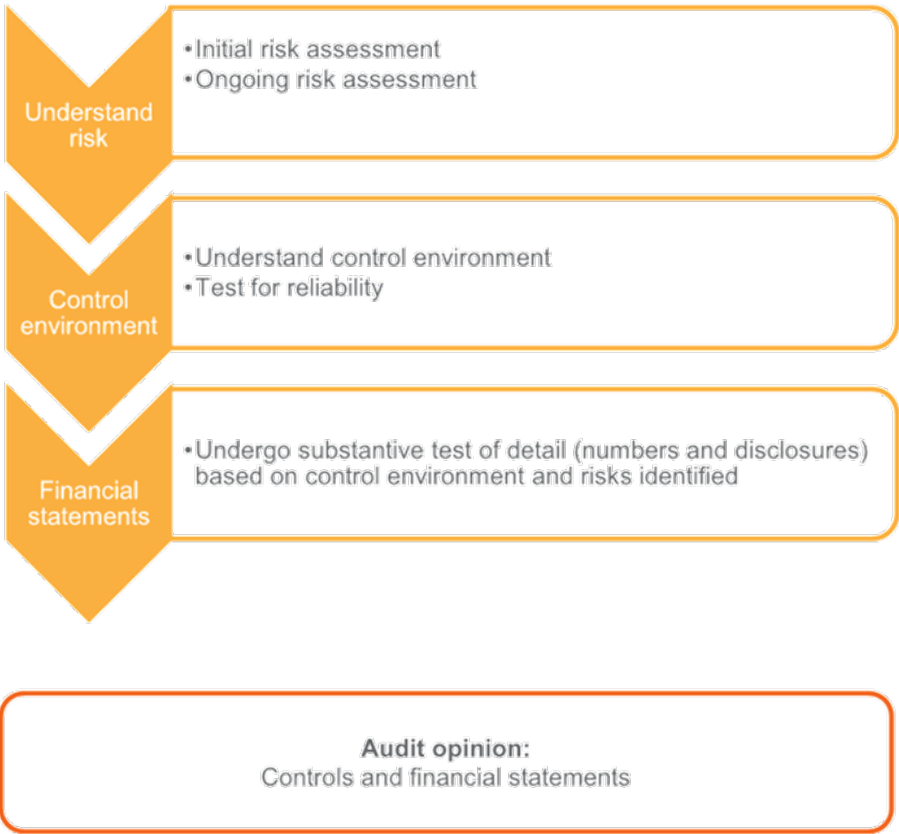 Understand
risk
•Initial risk assessment
•Ongoing risk assessment
Control
environment
•Understand control environment
•Test for reliability
Financial
statements
•Undergo substantive test of detail (numbers and disclosures)
based on control environment and risks identified
Audit opinion:
Controls and financial statements